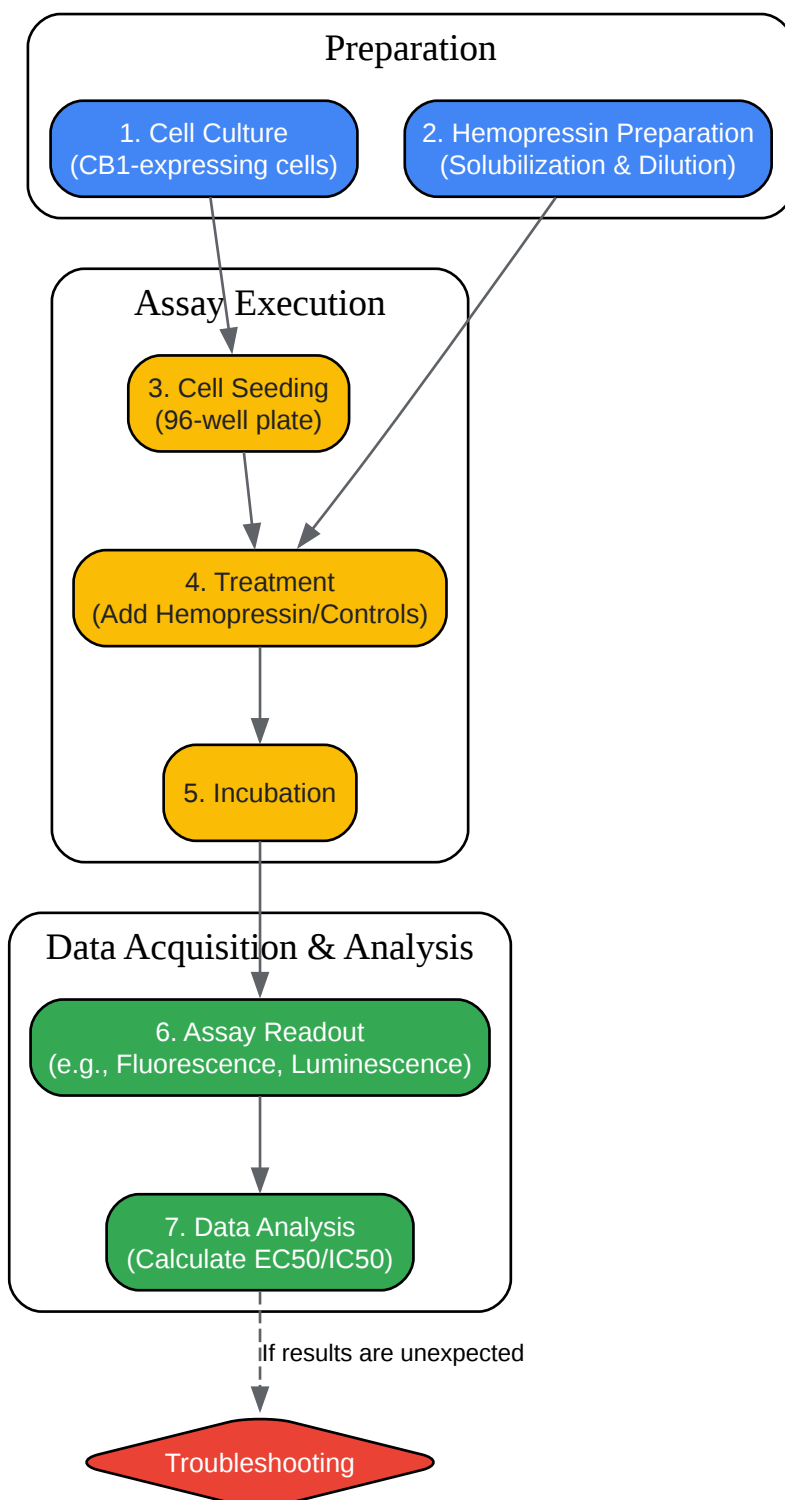 Preparation
1. Cell Culture
(CB1-expressing cells)
2. Hemopressin Preparation
(Solubilization & Dilution)
Assay Execution
3. Cell Seeding
(96-well plate)
4. Treatment
(Add Hemopressin/Controls)
5. Incubation
Data Acquisition & Analysis
6. Assay Readout
(e.g., Fluorescence, Luminescence)
7. Data Analysis
(Calculate EC50/IC50)
If results are unexpected
Troubleshooting